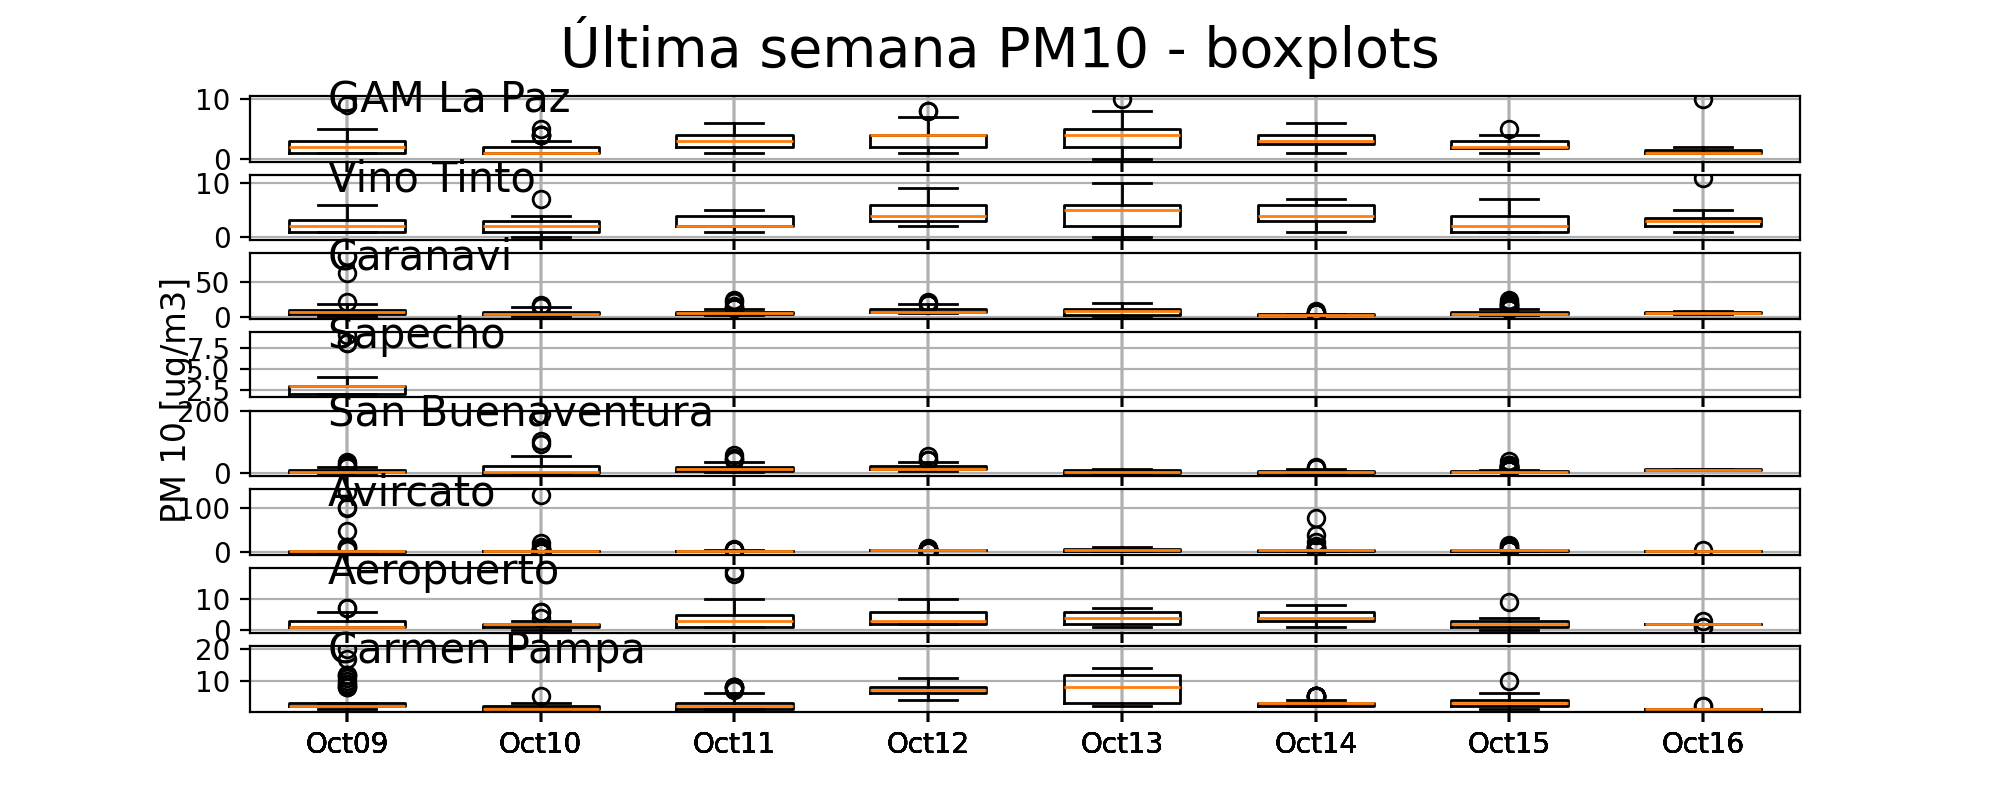 Última semana PM10 - boxplots
GAM La Paz
10
0
Vino Tinto
10
0
Caranavi
50
0
PM 10 [ug/m3]
Sapecho
7.5
5.0
2.5
San Buenaventura
200
0
Avircato
100
0
Aeropuerto
10
0
Carmen Pampa
20
10
Oct09 Oct10 Oct11 Oct12 Oct13 Oct14 Oct15 Oct16